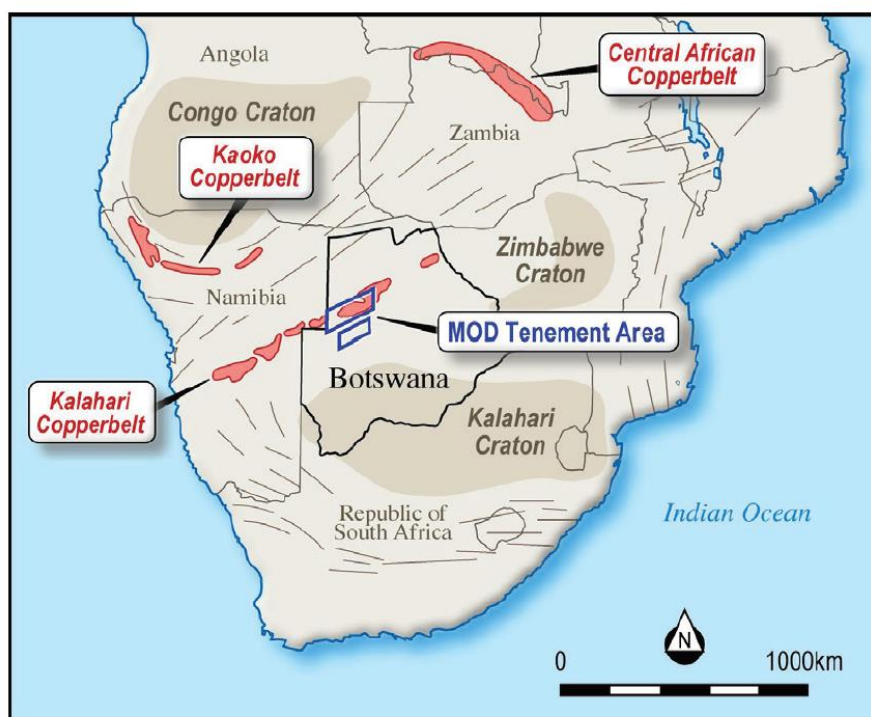 Angola
Central African
Copperbelt
Congo Craton
Zambia
Kaoko
Copperbelt
Zimbabwe
Craton
Namibia
MOD Tenement Area
Botswana
Kalahari
Copperbelt
Kalahari
Craton
Republic of
South Africa
Indian Ocean
N
0
1000km